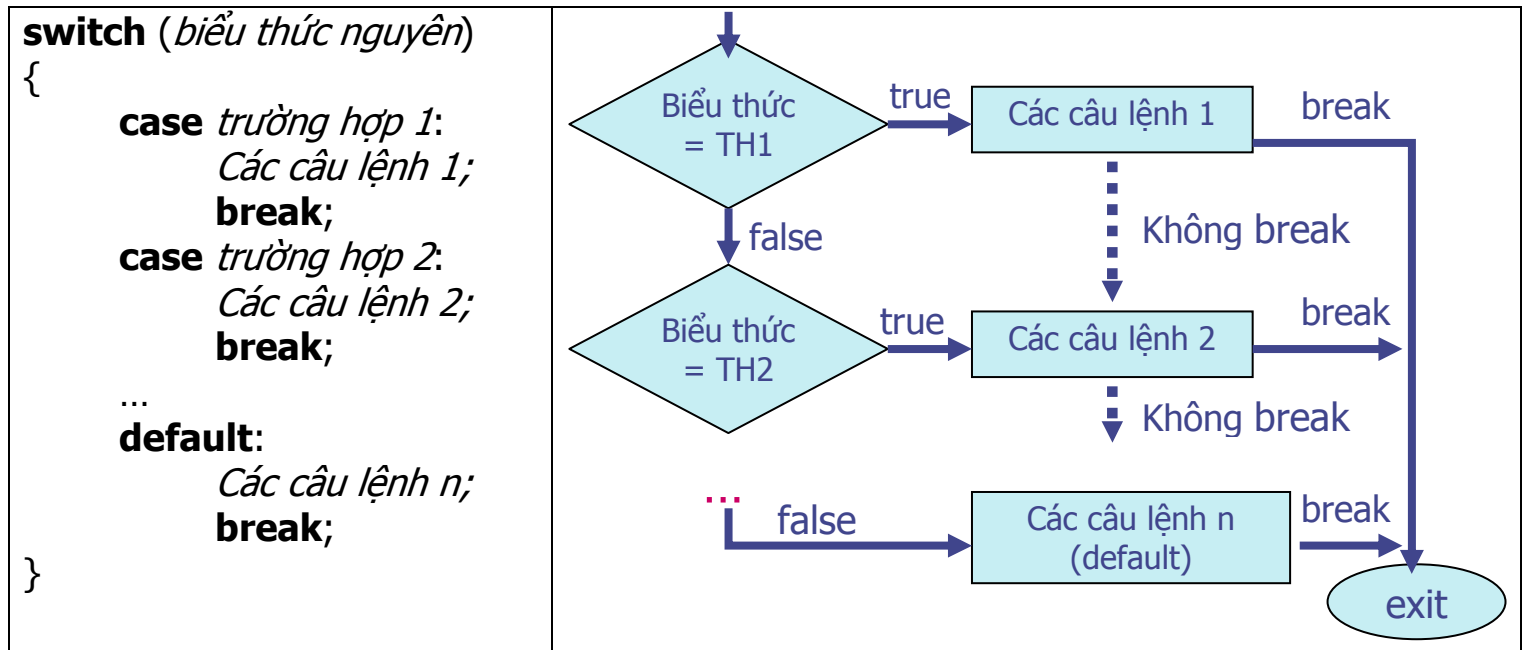 switch (biểu thức nguyên)
{
case trường hợp 1:
Các câu lệnh 1;
break;
case trường hợp 2:
Các câu lệnh 2;
break;
...
default:
Các câu lệnh n;
break;
}
Biểu thức
= TH1
true
Các câu lệnh 1
break
false
Không break
Biểu thức
= TH2
true
Các câu lệnh 2
break
Không break
...
false
Các câu lệnh n
(default)
break
exit